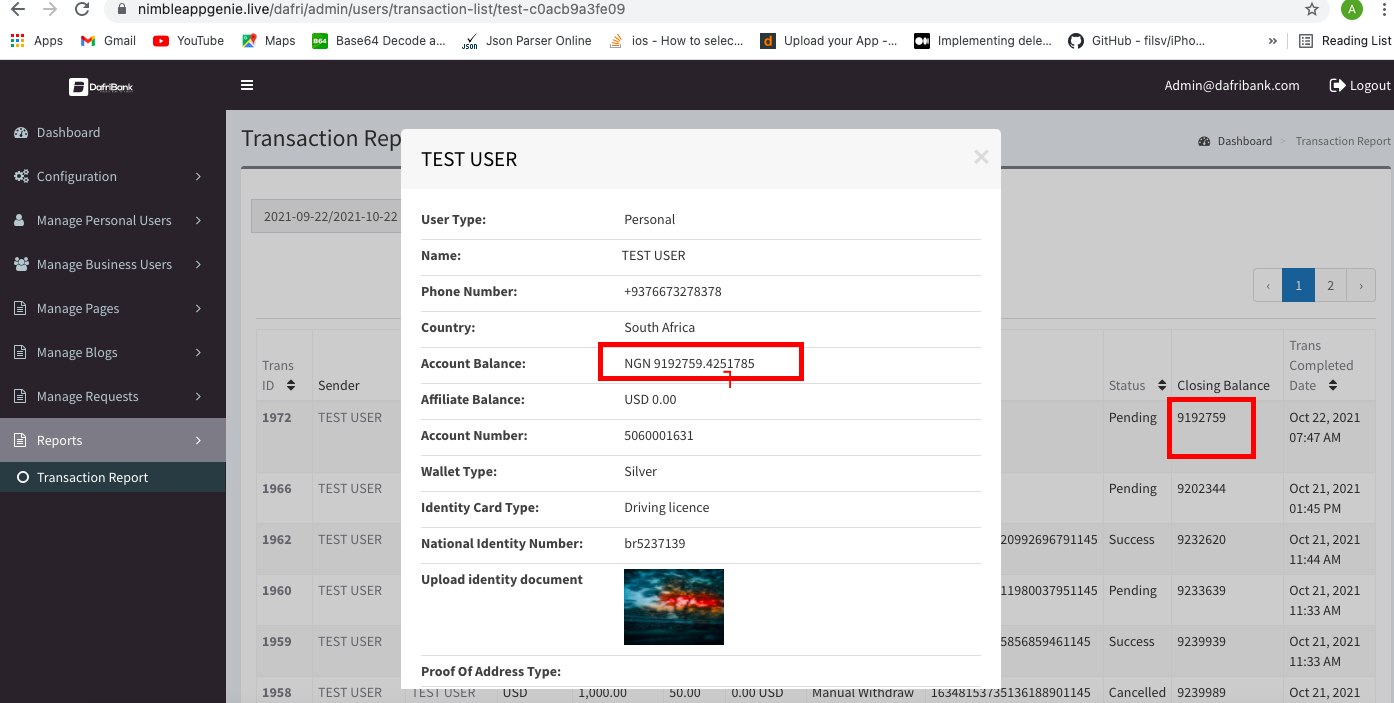 nimbleappgenie.live/dafri/admin/users/transaction-list/test-c0acb9a3fe09
A
Apps
Gmail
YouTube
Maps
B64 Base64 Decode a...
JSON Json Parser Online
ios - How to selec...
d Upload your App -...
Implementing dele...
GitHub - filsv/iPho...
»
Reading List
DafriBank
Admin@dafribank.com
Logout
Dashboard
Configuration
Manage Personal Users
Manage Business Users
Manage Pages
Manage Blogs
Manage Requests
Reports
Transaction Report
Transaction Rep
Dashboard > Transaction Report
2021-09-22/2021-10-22
‹ 1 2 ›
TEST USER ×
User Type: Personal
Name: TEST USER
Phone Number: +9376673278378
Country: South Africa
Account Balance: NGN 9192759.4251785
Affiliate Balance: USD 0.00
Account Number: 5060001631
Wallet Type: Silver
Identity Card Type: Driving licence
National Identity Number: br5237139
Upload identity document
Proof Of Address Type:
Trans ID Sender Status Closing Balance Trans Completed Date
1972 TEST USER Pending 9192759 Oct 22, 2021 07:47 AM
1966 TEST USER Pending 9202344 Oct 21, 2021 01:45 PM
1962 TEST USER 20992696791145 Success 9232620 Oct 21, 2021 11:44 AM
1960 TEST USER 11980037951145 Pending 9233639 Oct 21, 2021 11:33 AM
1959 TEST USER 5856859461145 Success 9239939 Oct 21, 2021 11:33 AM
1958 TEST USER USD 1,000.00 50.00 0.00 USD Manual Withdraw 1634815735136188901145 Cancelled 9239989 Oct 21, 2021